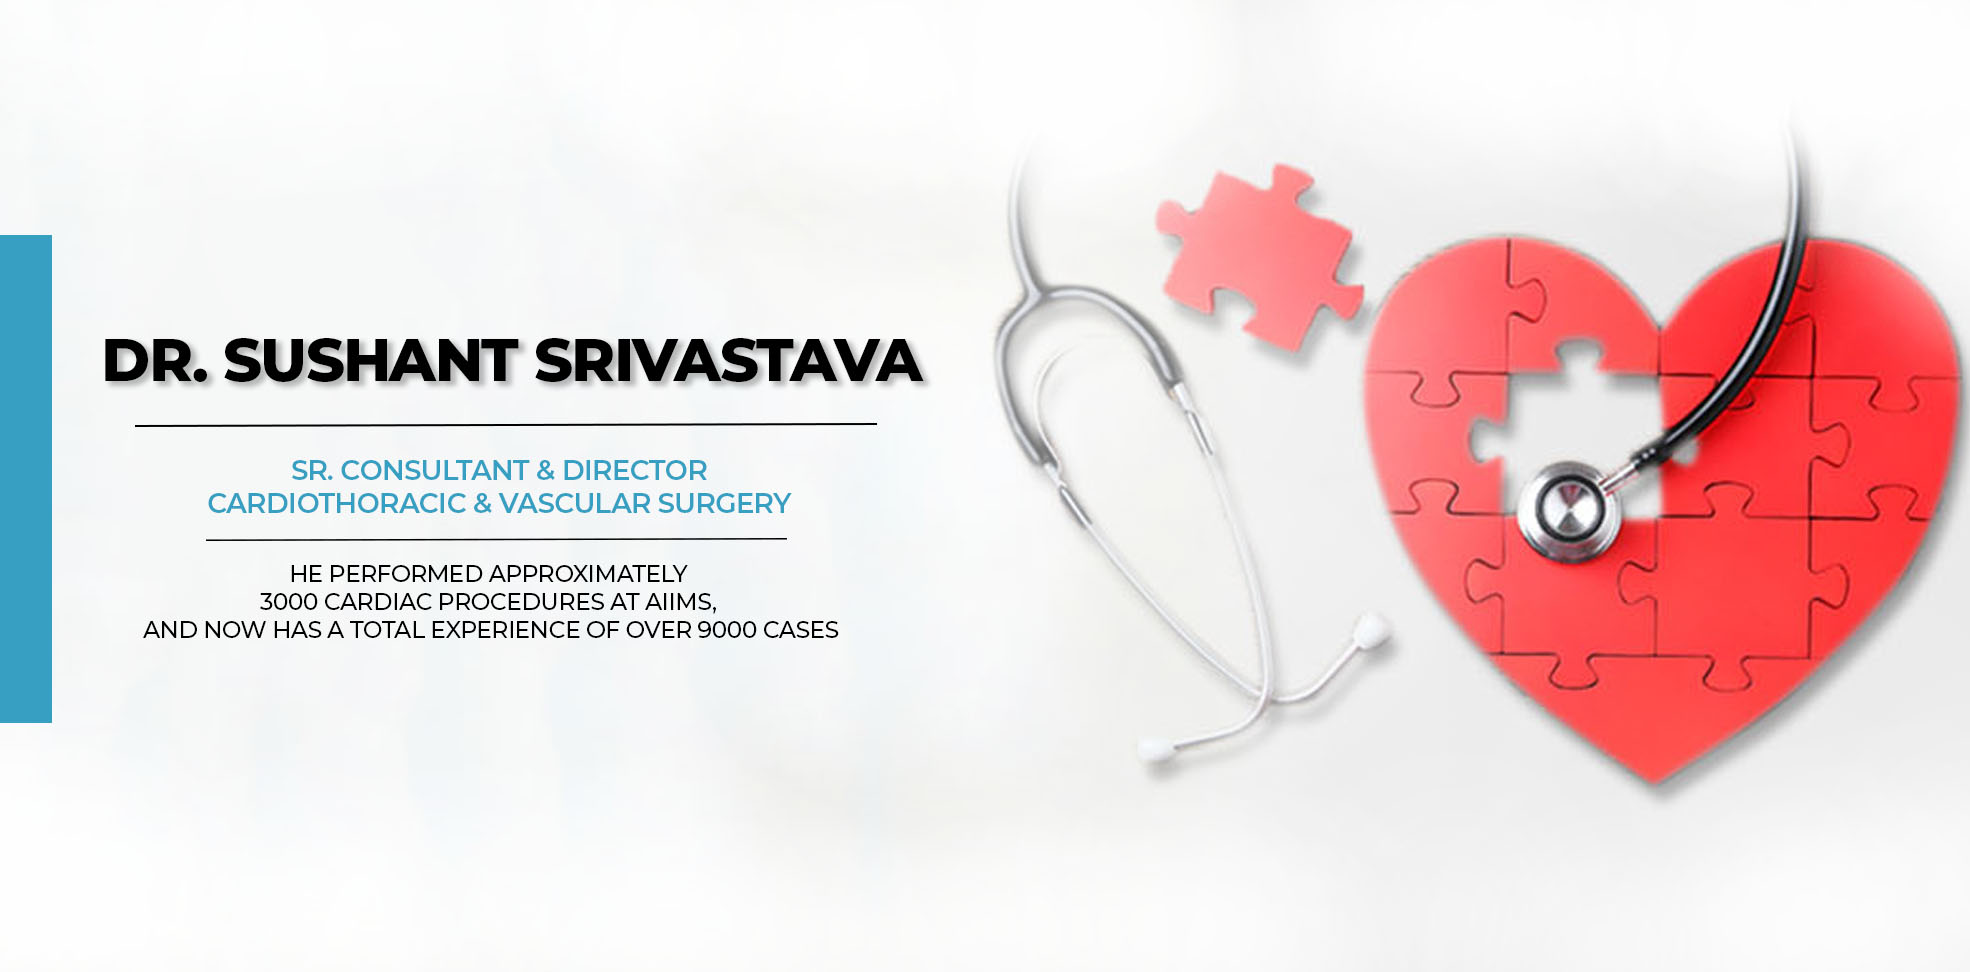 DR. SUSHANT SRIVASTAVA
SR. CONSULTANT & DIRECTOR
CARDIOTHORACIC & VASCULAR SURGERY
HE PERFORMED APPROXIMATELY
3000 CARDIAC PROCEDURES AT AIIMS,
AND NOW HAS A TOTAL EXPERIENCE OF OVER 9000 CASES